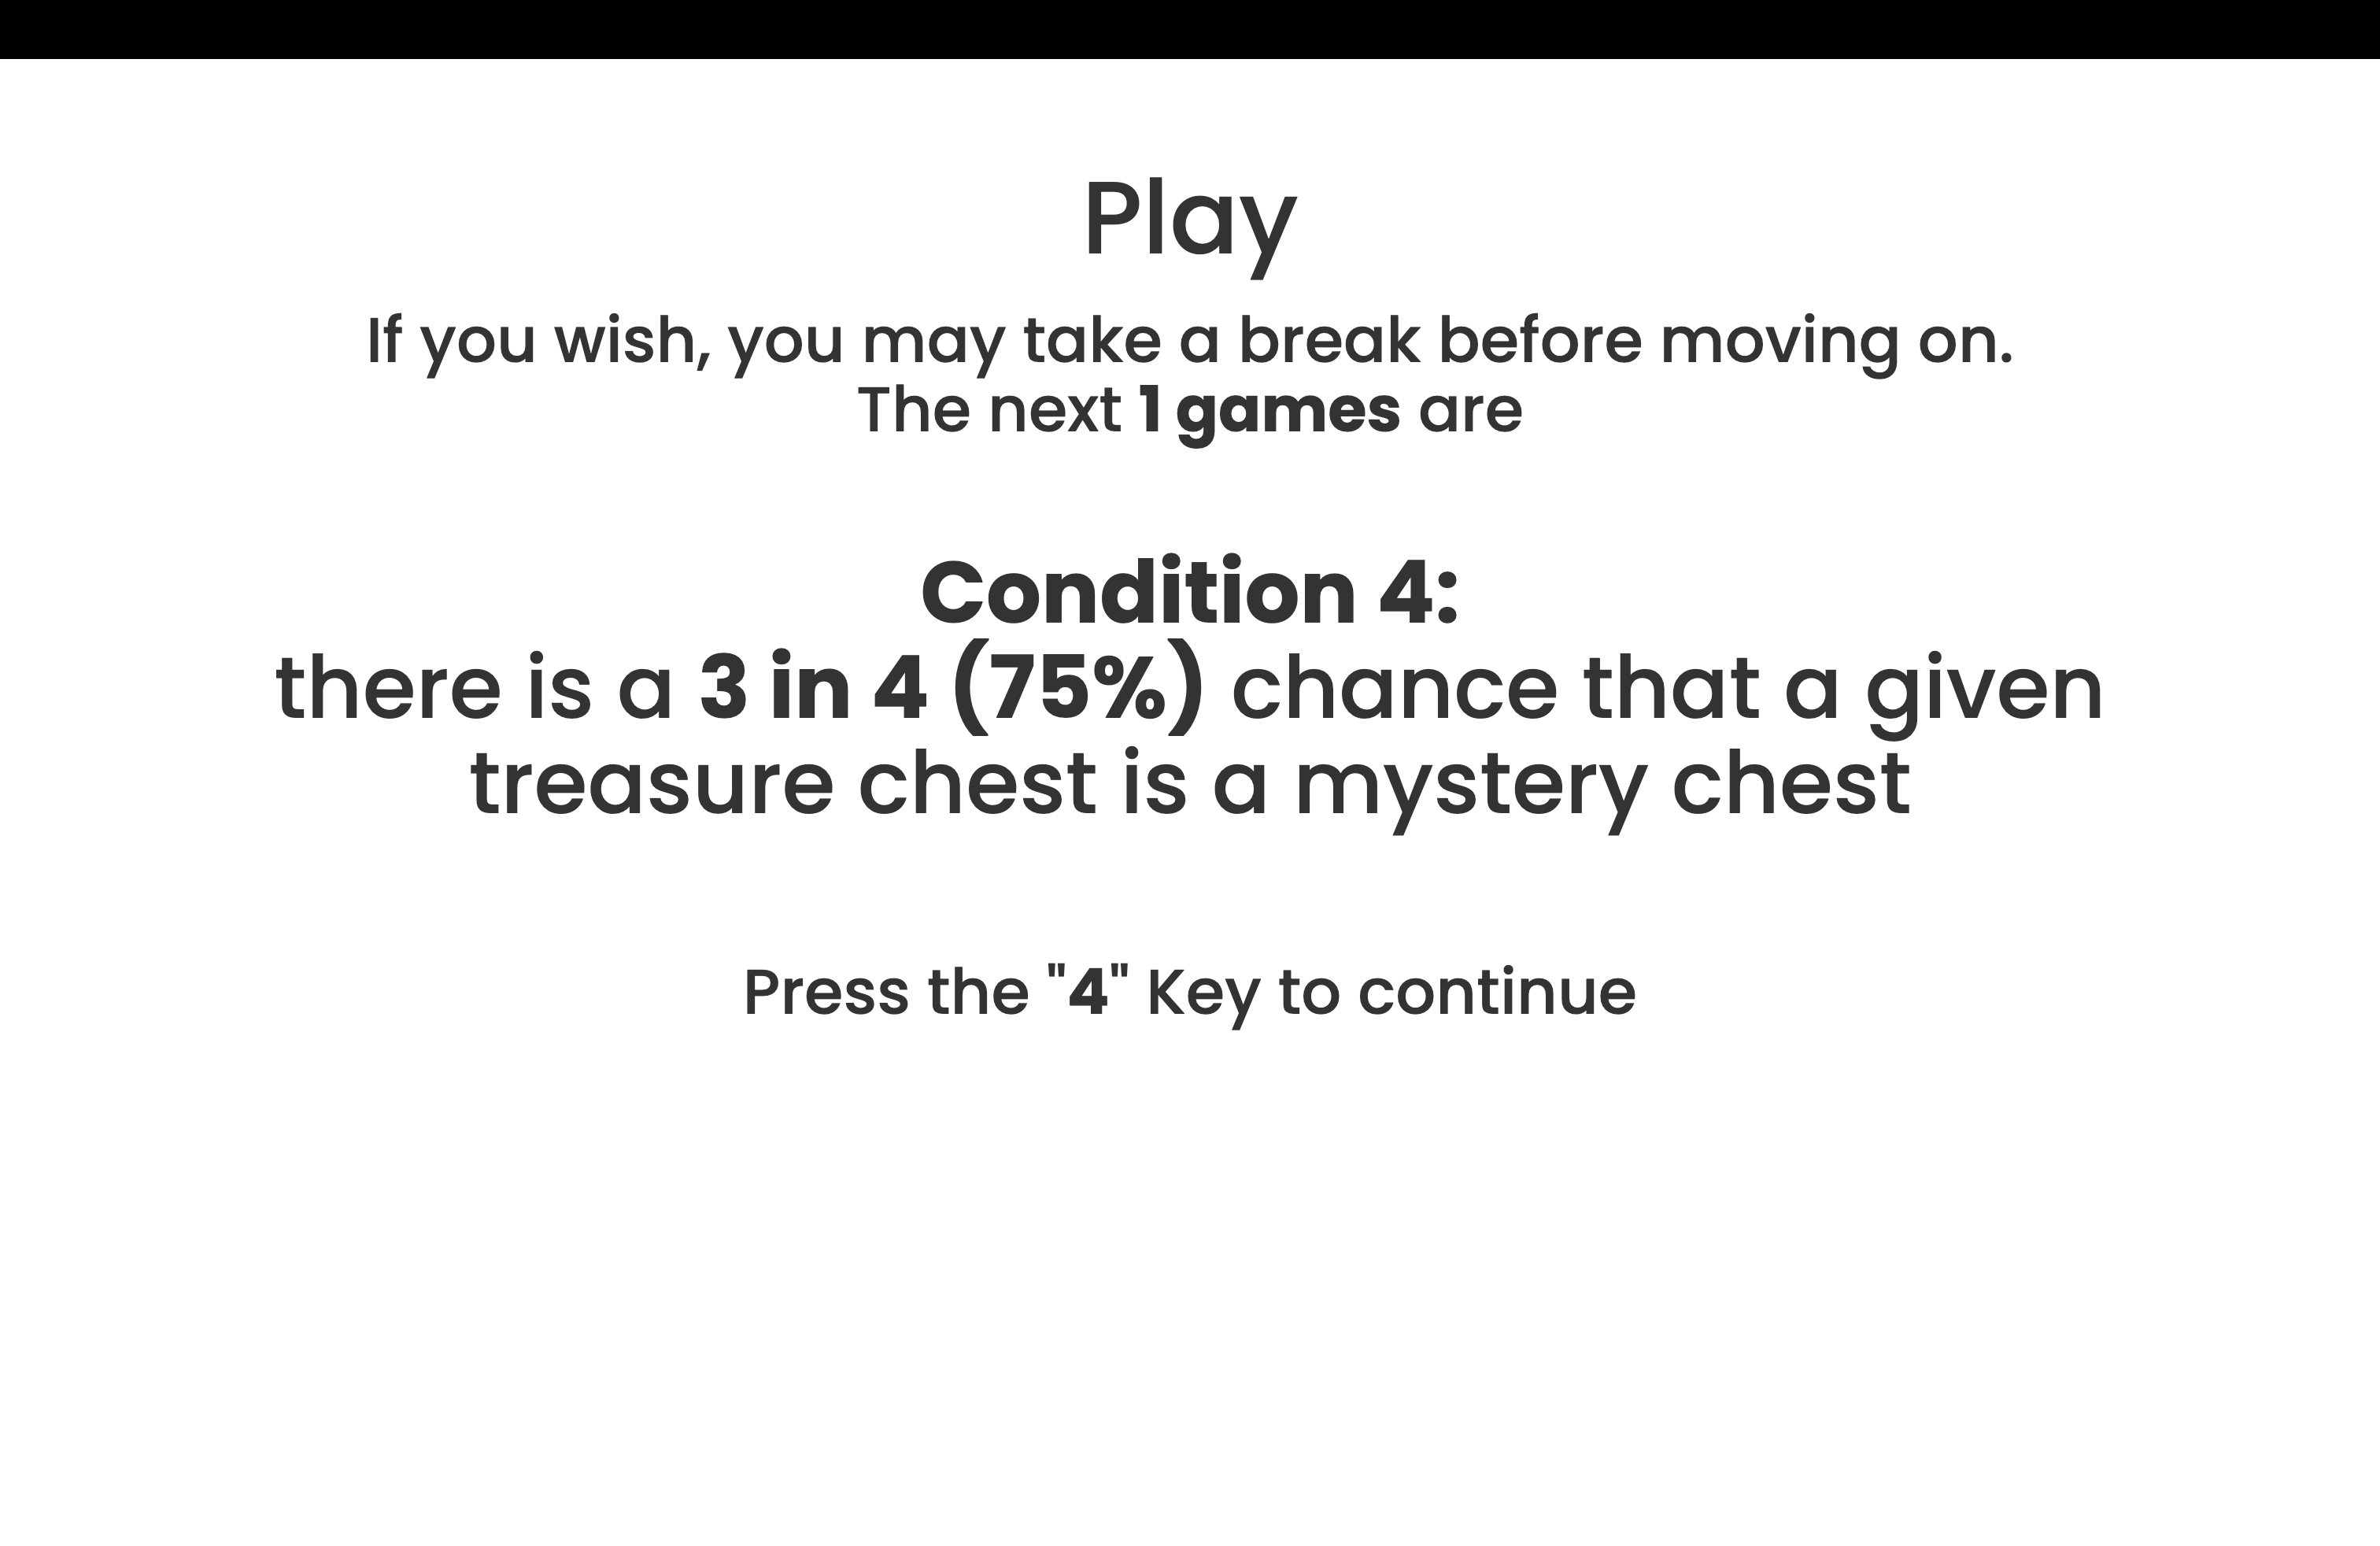 Play
If you wish, you may take a break before moving on.
The next 1 games are
Condition 4:
there is a 3 in 4 (75%) chance that a given
treasure chest is a mystery chest
Press the "4" Key to continue